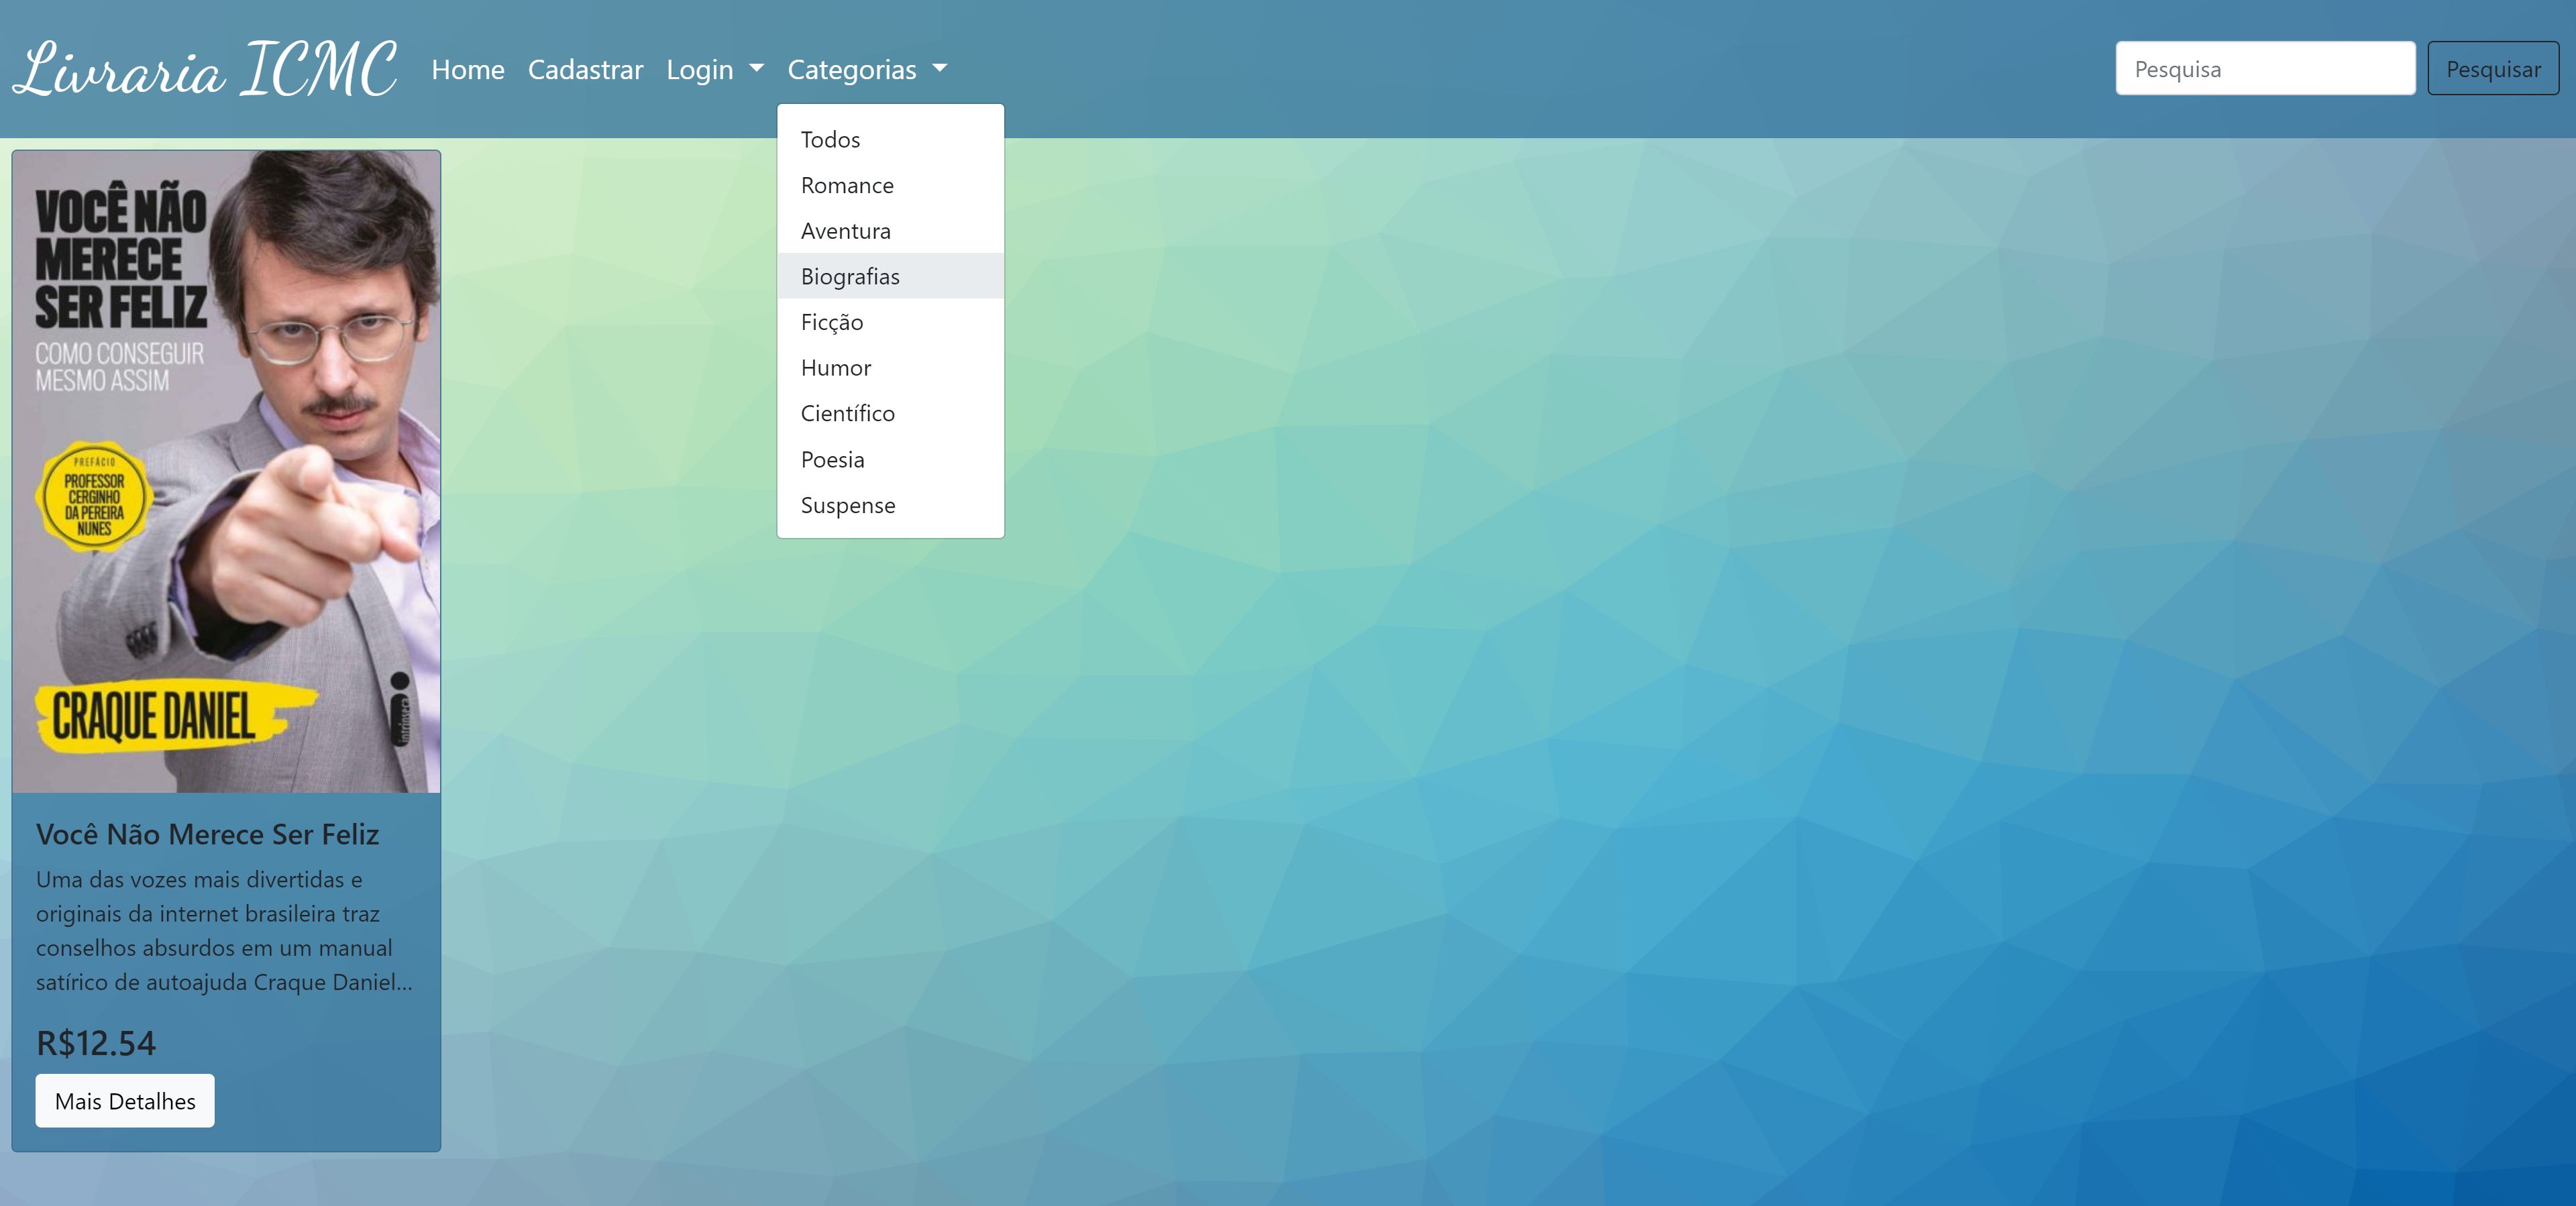 Livraria ICMC
Home
Cadastrar
Login
Categorias
Pesquisa
Pesquisar
Todos
Romance
Aventura
Biografias
Ficção
Humor
Científico
Poesia
Suspense
VOCÊ NÃO
MERECE
SER FELIZ
COMO CONSEGUIR
MESMO ASSIM
PREFÁCIO
PROFESSOR
CERGINHO
DA PEREIRA
NUNES
CRAQUE DANIEL
intrínseca
Você Não Merece Ser Feliz
Uma das vozes mais divertidas e
originais da internet brasileira traz
conselhos absurdos em um manual
satírico de autoajuda Craque Daniel...
R$12.54
Mais Detalhes